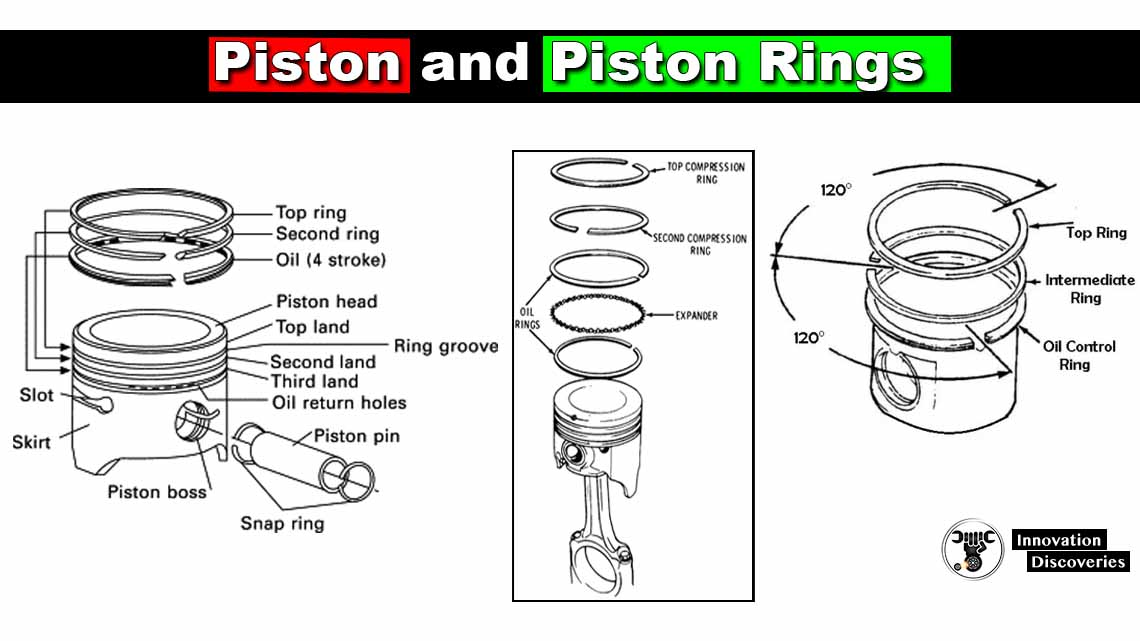 Piston and Piston Rings
Top ring
Second ring
Oil (4 stroke)
Piston head
Top land
Ring groove
Second land
Third land
Oil return holes
Slot
Skirt
Piston pin
Piston boss
Snap ring
TOP COMPRESSION
RING
SECOND COMPRESSION
RING
OIL
RINGS
EXPANDER
120°
Top Ring
Intermediate
Ring
120°
Oil Control
Ring
Innovation
Discoveries